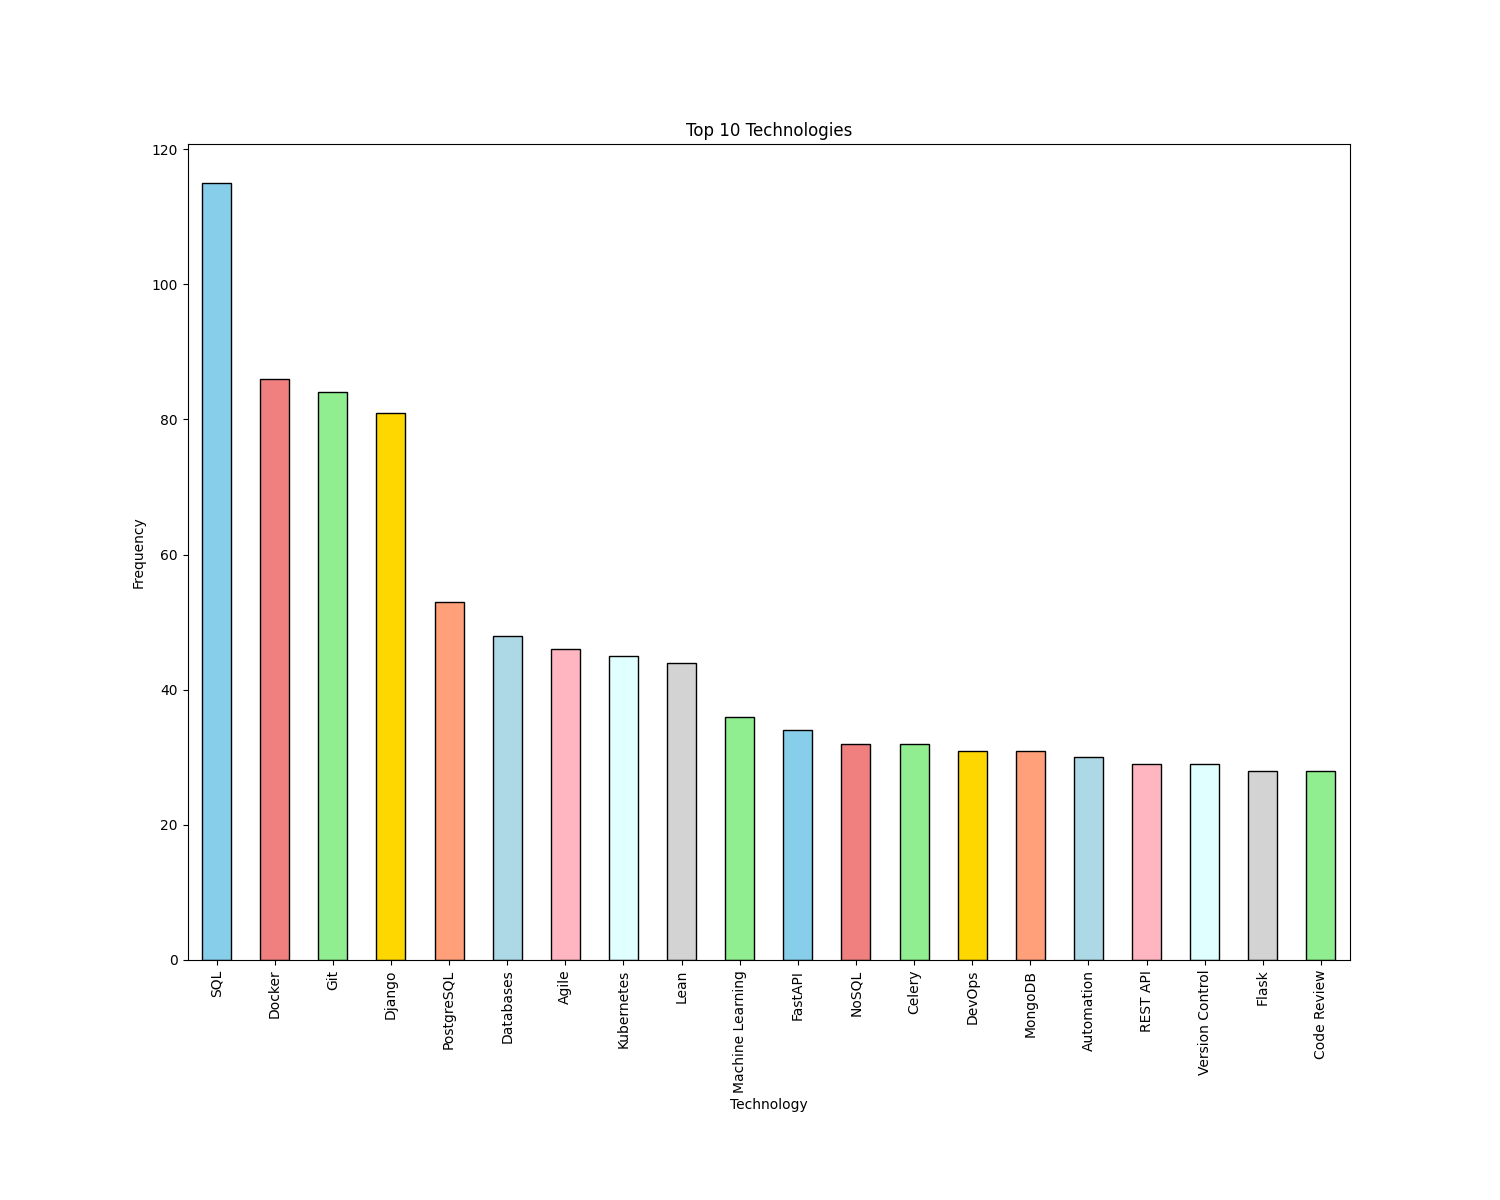 Top 10 Technologies
120
100
80
60
40
20
0
Frequency
SQL
Docker
Git
Django
PostgreSQL
Databases
Agile
Kubernetes
Lean
Machine Learning
FastAPI
NoSQL
Celery
DevOps
MongoDB
Automation
REST API
Version Control
Flask
Code Review
Technology